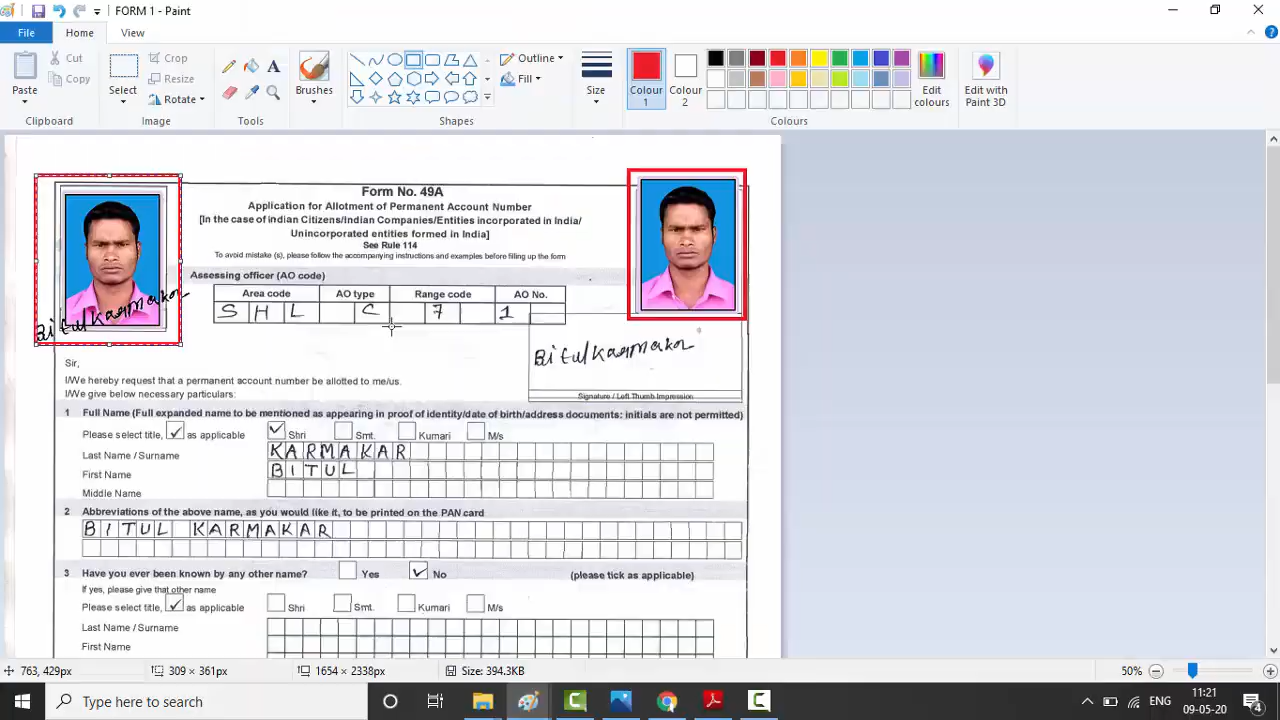 FORM 1 - Paint
File Home View
Paste Cut Copy Clipboard
Select Crop Resize Rotate Image
Tools
Brushes
Shapes Outline Fill
Size
Colour 1 Colour 2 Edit colours Edit with Paint 3D
Colours
Form No. 49A
Application for Allotment of Permanent Account Number
[In the case of Indian Citizens/Indian Companies/Entities incorporated in India/
Unincorporated entities formed in India]
See Rule 114
To avoid mistake (s), please follow the accompanying instructions and examples before filling up the form
Assessing officer (AO code)
Area code AO type Range code AO No.
S H L C 7 1
Bitul Karmakar
Bitul Karmakar
Signature / Left Thumb Impression
Sir,
I/We hereby request that a permanent account number be allotted to me/us.
I/We give below necessary particulars:
1 Full Name (Full expanded name to be mentioned as appearing in proof of identity/date of birth/address documents: initials are not permitted)
Please select title, ✓ as applicable ✓ Shri Smt. Kumari M/s
Last Name / Surname KARMAKAR
First Name BITUL
Middle Name
2 Abbreviations of the above name, as you would like it, to be printed on the PAN card
BITUL KARMAKAR
3 Have you ever been known by any other name? Yes ✓ No (please tick as applicable)
If yes, please give that other name
Please select title, ✓ as applicable Shri Smt. Kumari M/s
Last Name / Surname
First Name
763, 429px 309 × 361px 1654 × 2338px Size: 394.3KB 50%
Type here to search ENG 11:21
09-05-20 4